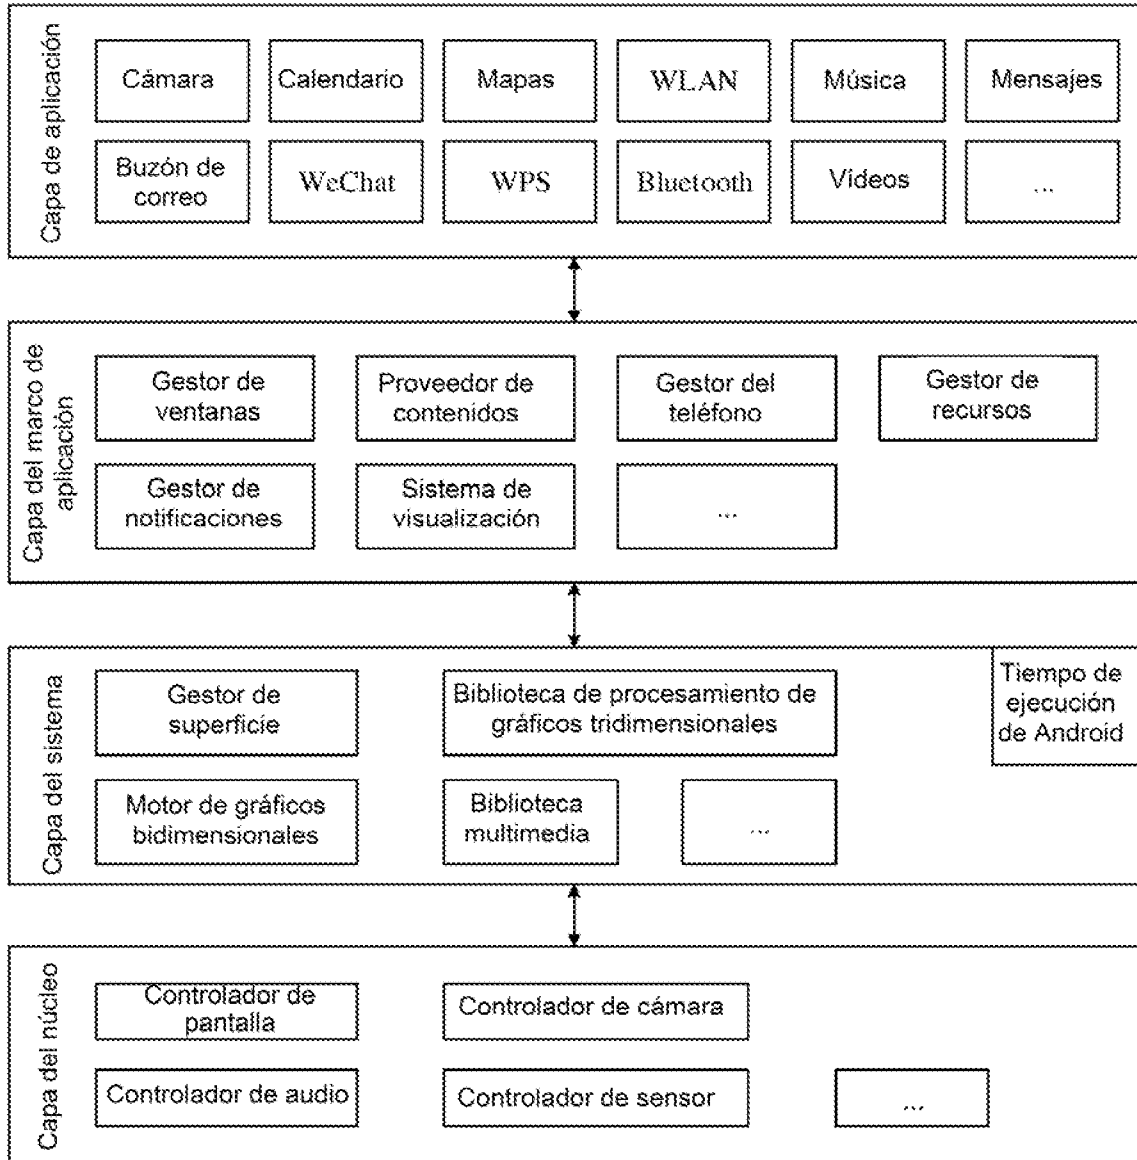 Capa de aplicación
Cámara
Calendario
Mapas
WLAN
Música
Mensajes
Buzón de
correo
WeChat
WPS
Bluetooth
Vídeos
...
Capa del marco de
aplicación
Gestor de
ventanas
Proveedor de
contenidos
Gestor del
teléfono
Gestor de
recursos
Gestor de
notificaciones
Sistema de
visualización
...
Capa del sistema
Gestor de
superficie
Biblioteca de procesamiento de
gráficos tridimensionales
Tiempo de
ejecución
de Android
Motor de gráficos
bidimensionales
Biblioteca
multimedia
...
Capa del núcleo
Controlador de
pantalla
Controlador de cámara
Controlador de audio
Controlador de sensor
...